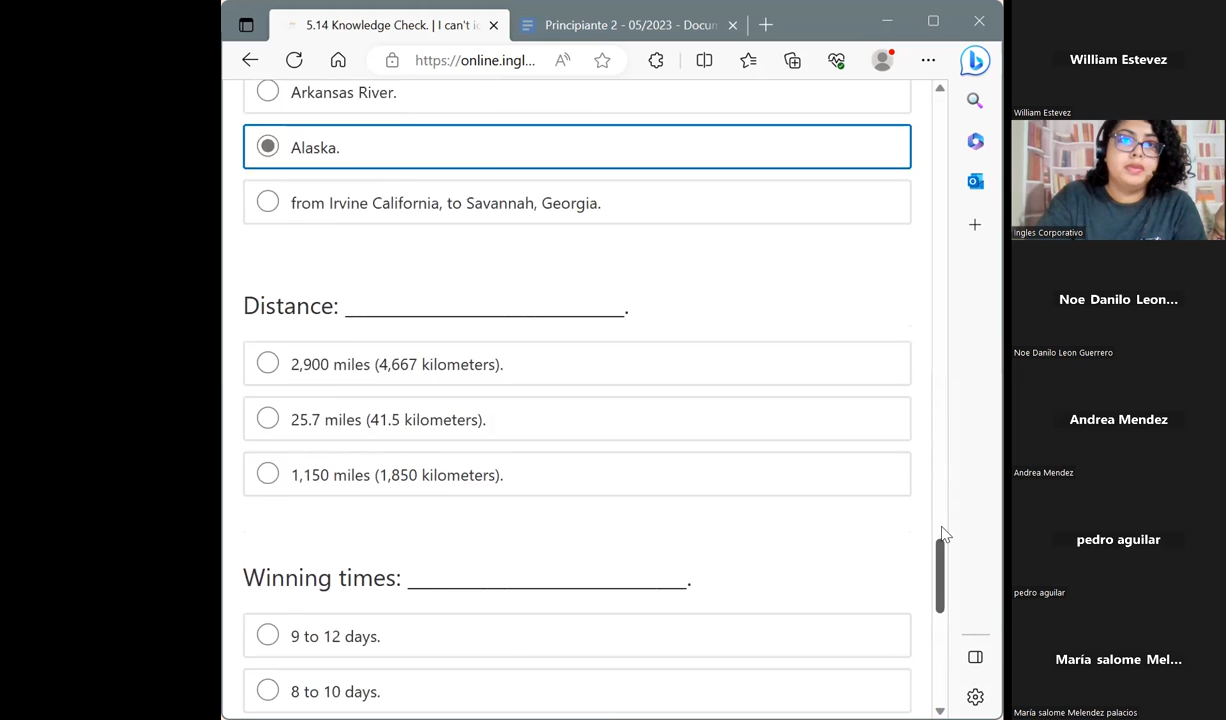 5.14 Knowledge Check. | I can't ic
Principiante 2 - 05/2023 - Docun
https://online.ingl...
Arkansas River.
Alaska.
from Irvine California, to Savannah, Georgia.
Distance: ________________________.
2,900 miles (4,667 kilometers).
25.7 miles (41.5 kilometers).
1,150 miles (1,850 kilometers).
Winning times: ________________________.
9 to 12 days.
8 to 10 days.
William Estevez
William Estevez
Ingles Corporativo
Noe Danilo Leon...
Noe Danilo Leon Guerrero
Andrea Mendez
Andrea Mendez
pedro aguilar
pedro aguilar
María salome Mel...
María salome Melendez palacios